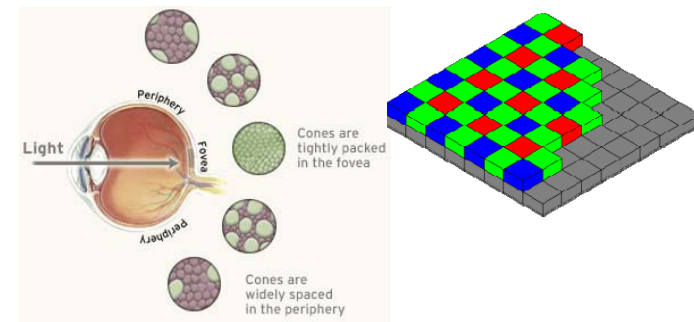 Periphery
Light
Fovea
Cones are
tightly packed
in the fovea
Periphery
Cones are
widely spaced
in the periphery